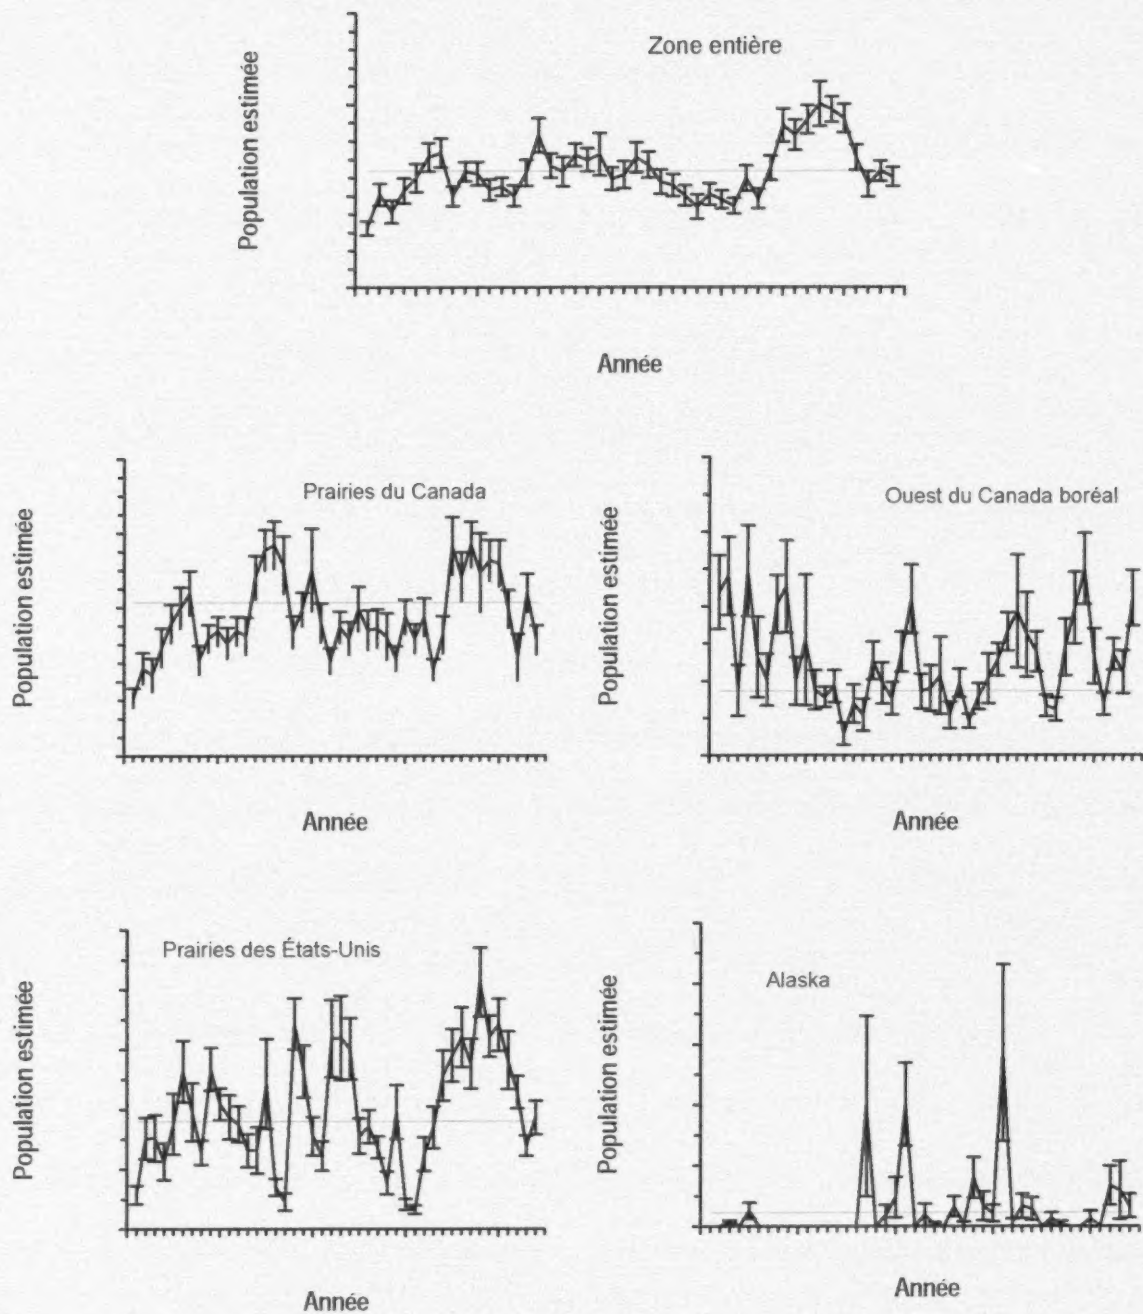 Zone entière
Population estimée
Année
Prairies du Canada
Population estimée
Année
Ouest du Canada boréal
Population estimée
Année
Prairies des États-Unis
Population estimée
Année
Alaska
Population estimée
Année